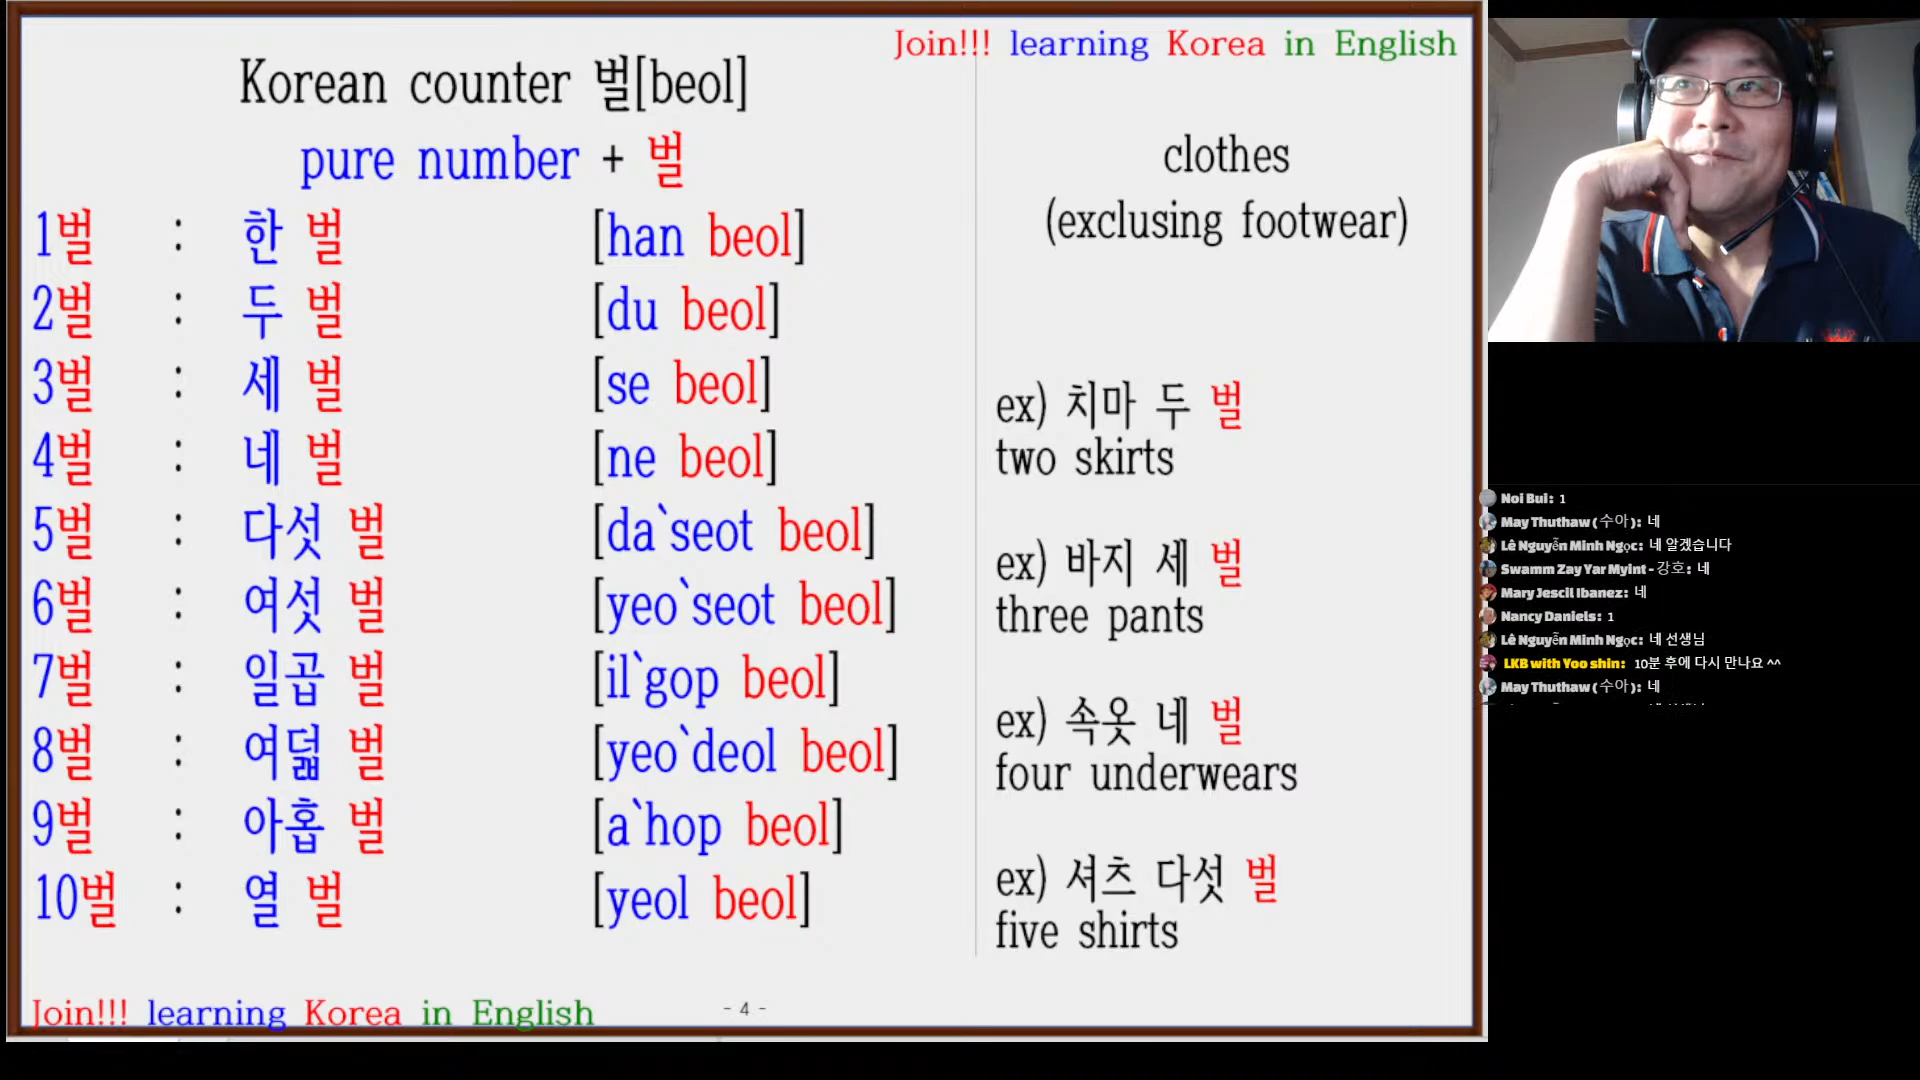 Join!!! learning Korea in English
Korean counter 벌[beol]
pure number + 벌
1벌 : 한 벌 [han beol]
2벌 : 두 벌 [du beol]
3벌 : 세 벌 [se beol]
4벌 : 네 벌 [ne beol]
5벌 : 다섯 벌 [da`seot beol]
6벌 : 여섯 벌 [yeo`seot beol]
7벌 : 일곱 벌 [il`gop beol]
8벌 : 여덟 벌 [yeo`deol beol]
9벌 : 아홉 벌 [a`hop beol]
10벌 : 열 벌 [yeol beol]
clothes
(exclusing footwear)
ex) 치마 두 벌
two skirts
ex) 바지 세 벌
three pants
ex) 속옷 네 벌
four underwears
ex) 셔츠 다섯 벌
five shirts
Join!!! learning Korea in English
- 4 -
Noi Bui: 1
May Thuthaw (수아): 네
Lê Nguyễn Minh Ngọc: 네 알겠습니다
Swamm Zay Yar Myint - 강호: 네
Mary Jescil Ibanez: 네
Nancy Daniels: 1
Lê Nguyễn Minh Ngọc: 네 선생님
LKB with Yoo shin: 10분 후에 다시 만나요 ^^
May Thuthaw (수아): 네